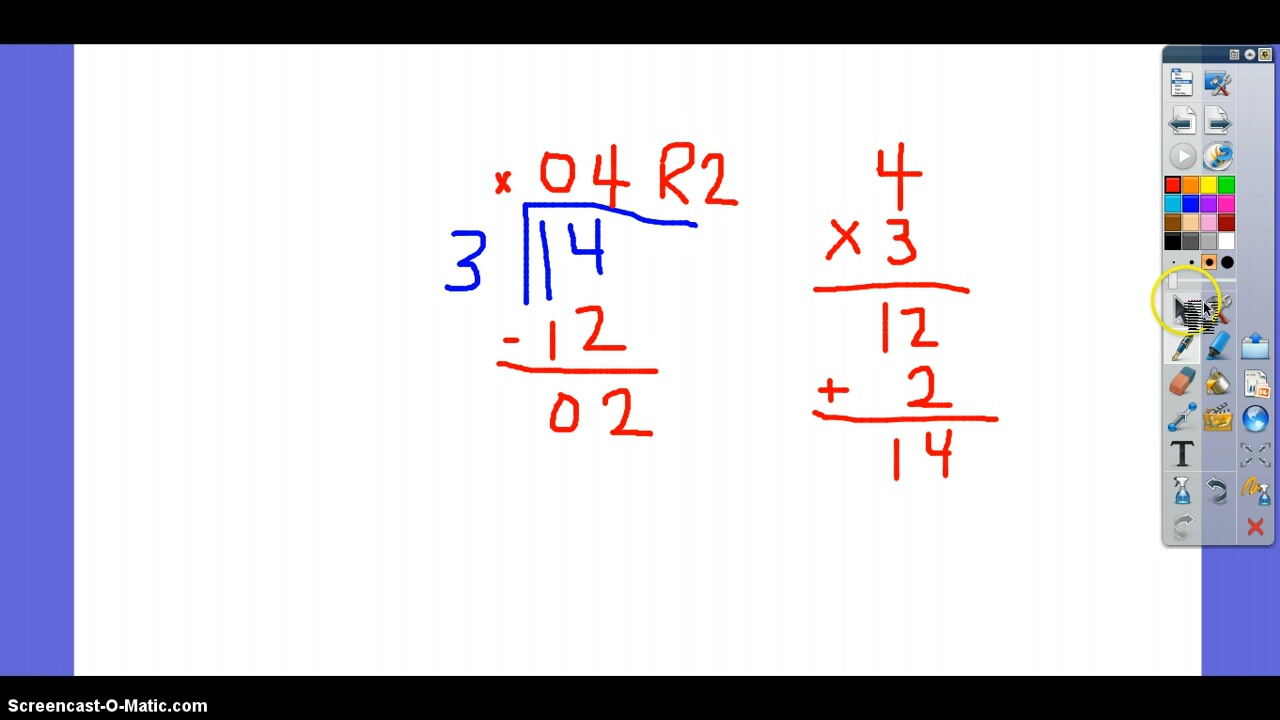 x 04 R2
3 14
- 12
02
4
x 3
12
+ 2
14
T
Screencast-O-Matic.com